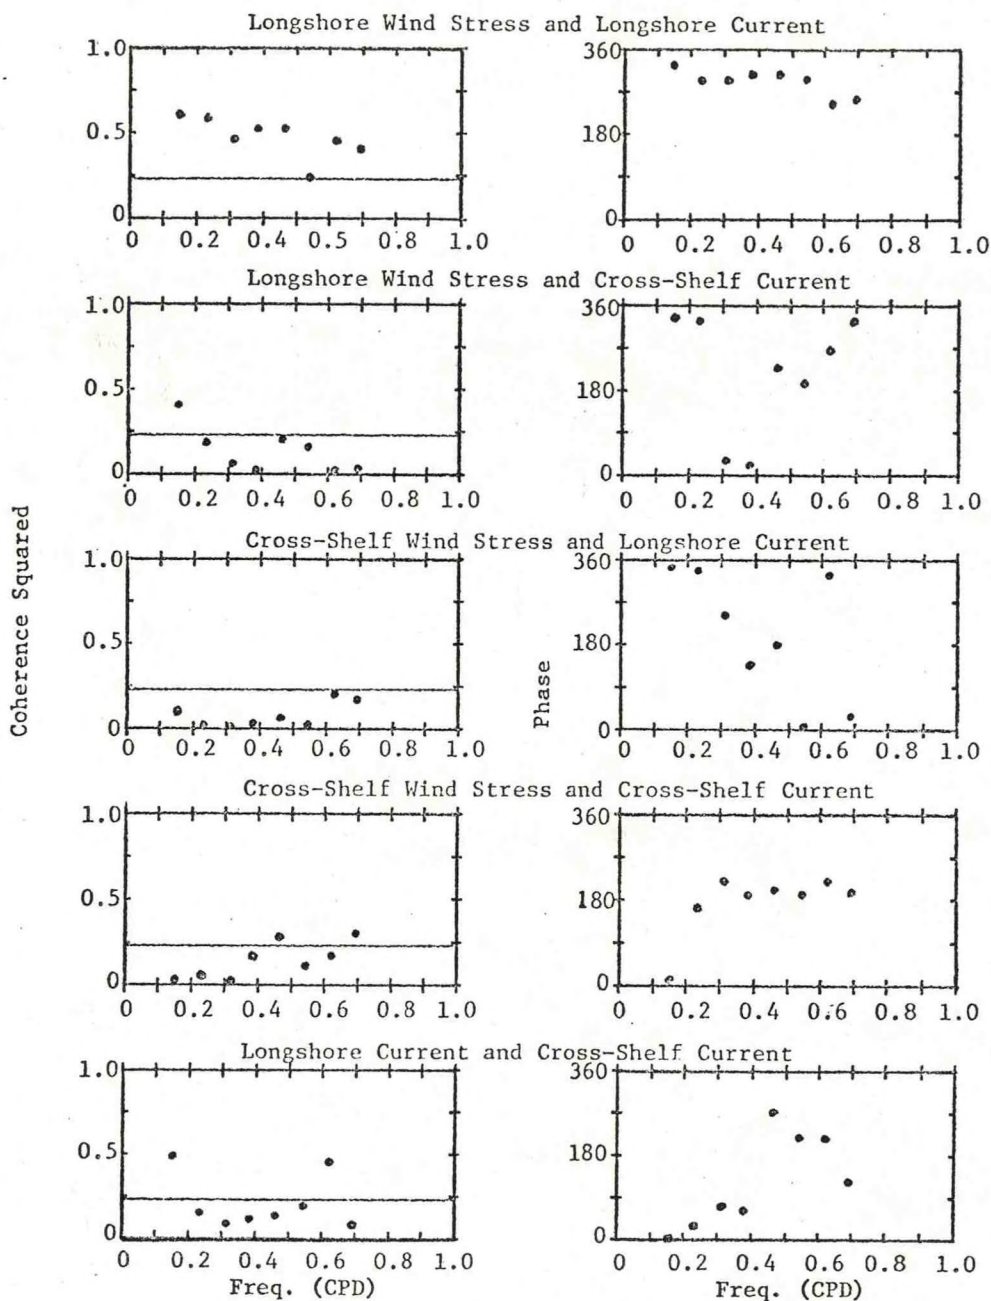 Longshore Wind Stress and Longshore Current
1.0 360
0.5 180
0 0
0 0.2 0.4 0.5 0.8 1.0 0 0.2 0.4 0.6 0.8 1.0
Longshore Wind Stress and Cross-Shelf Current
1.0 360
0.5 180
0 0
0 0.2 0.4 0.6 0.8 1.0 0 0.2 0.4 0.6 0.8 1.0
Cross-Shelf Wind Stress and Longshore Current
1.0 360
0.5 180
0 0
0 0.2 0.4 0.6 0.8 1.0 0 0.2 0.4 0.6 0.8 1.0
Coherence Squared
Phase
Cross-Shelf Wind Stress and Cross-Shelf Current
1.0 360
0.5 180
0 0
0 0.2 0.4 0.6 0.8 1.0 0 0.2 0.4 0.6 0.8 1.0
Longshore Current and Cross-Shelf Current
1.0 360
0.5 180
0 0
0 0.2 0.4 0.6 0.8 1.0 0 0.2 0.4 0.6 0.8 1.0
Freq. (CPD) Freq. (CPD)